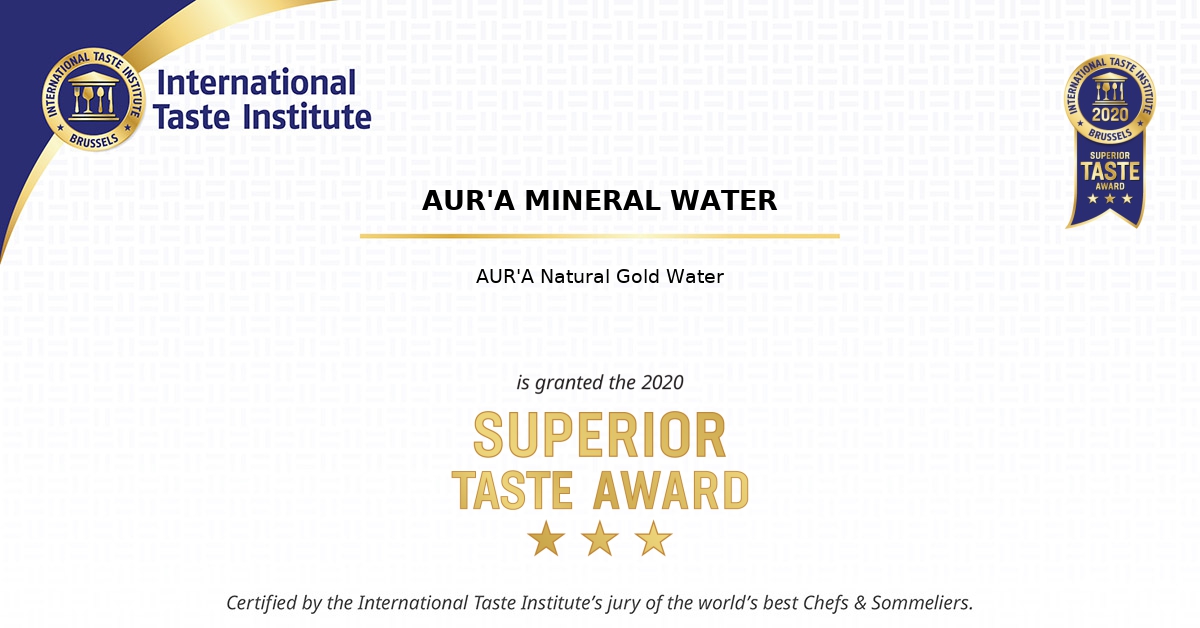 INTERNATIONAL TASTE INSTITUTE
BRUSSELS
International
Taste Institute
INTERNATIONAL TASTE INSTITUTE
2020
BRUSSELS
SUPERIOR
TASTE
AWARD
AUR'A MINERAL WATER
AUR'A Natural Gold Water
is granted the 2020
SUPERIOR
TASTE AWARD
Certified by the International Taste Institute’s jury of the world’s best Chefs & Sommeliers.